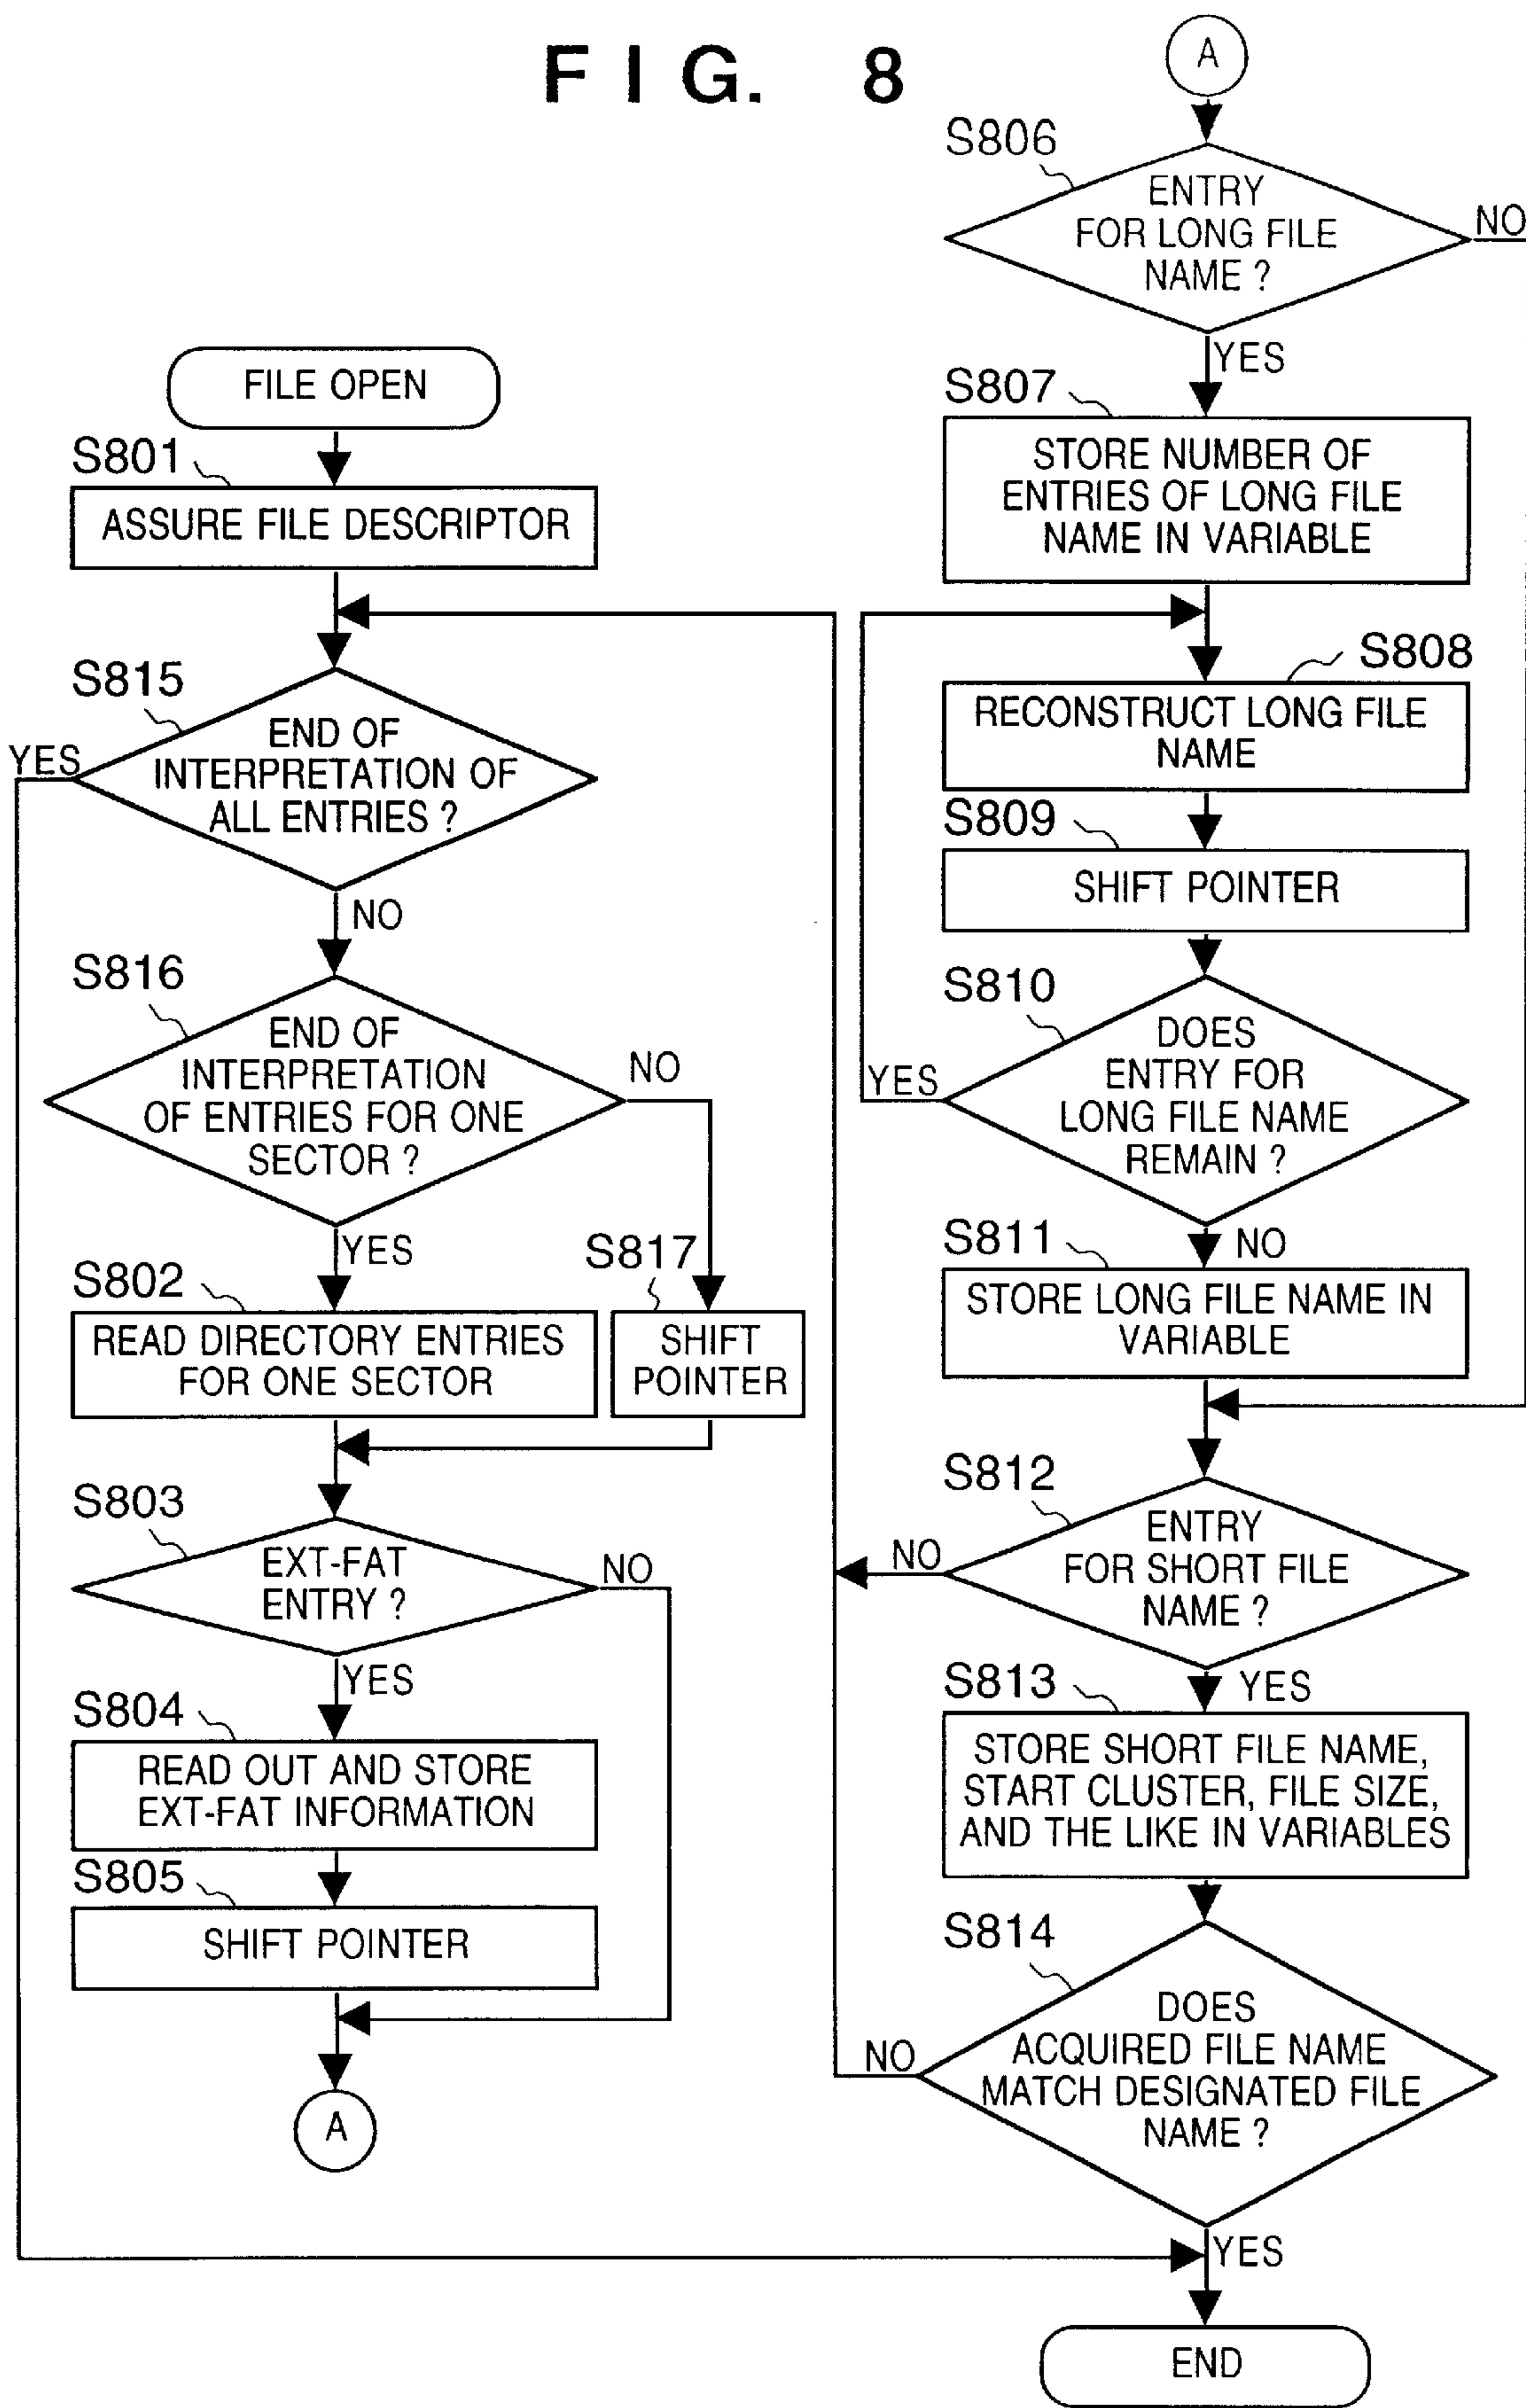 FIG. 8
FILE OPEN
S801
ASSURE FILE DESCRIPTOR
S815
END OF
INTERPRETATION OF
ALL ENTRIES ?
YES
NO
S816
END OF
INTERPRETATION
OF ENTRIES FOR ONE
SECTOR ?
NO
YES
S802
READ DIRECTORY ENTRIES
FOR ONE SECTOR
S817
SHIFT
POINTER
S803
EXT-FAT
ENTRY ?
NO
YES
S804
READ OUT AND STORE
EXT-FAT INFORMATION
S805
SHIFT POINTER
A
A
S806
ENTRY
FOR LONG FILE
NAME ?
NO
YES
S807
STORE NUMBER OF
ENTRIES OF LONG FILE
NAME IN VARIABLE
S808
RECONSTRUCT LONG FILE
NAME
S809
SHIFT POINTER
S810
DOES
ENTRY FOR
LONG FILE NAME
REMAIN ?
YES
NO
S811
STORE LONG FILE NAME IN
VARIABLE
S812
ENTRY
FOR SHORT FILE
NAME ?
NO
YES
S813
STORE SHORT FILE NAME,
START CLUSTER, FILE SIZE,
AND THE LIKE IN VARIABLES
S814
DOES
ACQUIRED FILE NAME
MATCH DESIGNATED FILE
NAME ?
NO
YES
END